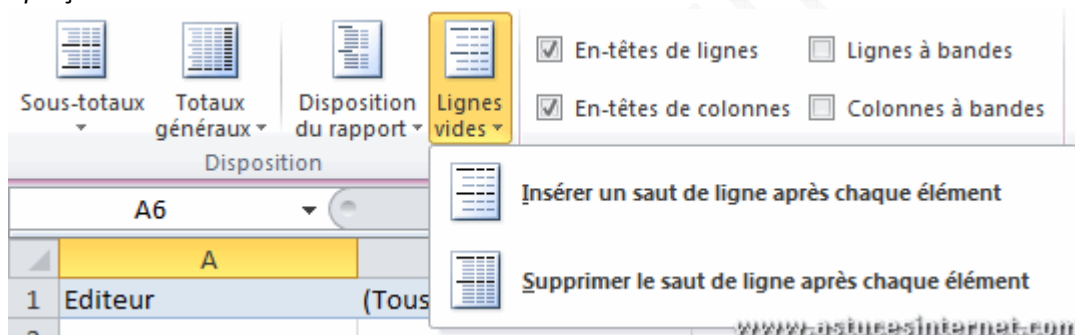 En-têtes de lignes Lignes à bandes
Sous-totaux Totaux généraux Disposition du rapport Lignes vides
En-têtes de colonnes Colonnes à bandes
Disposition
A6
Insérer un saut de ligne après chaque élément
A
Supprimer le saut de ligne après chaque élément
1 Editeur (Tous
www.astucesinternet.com